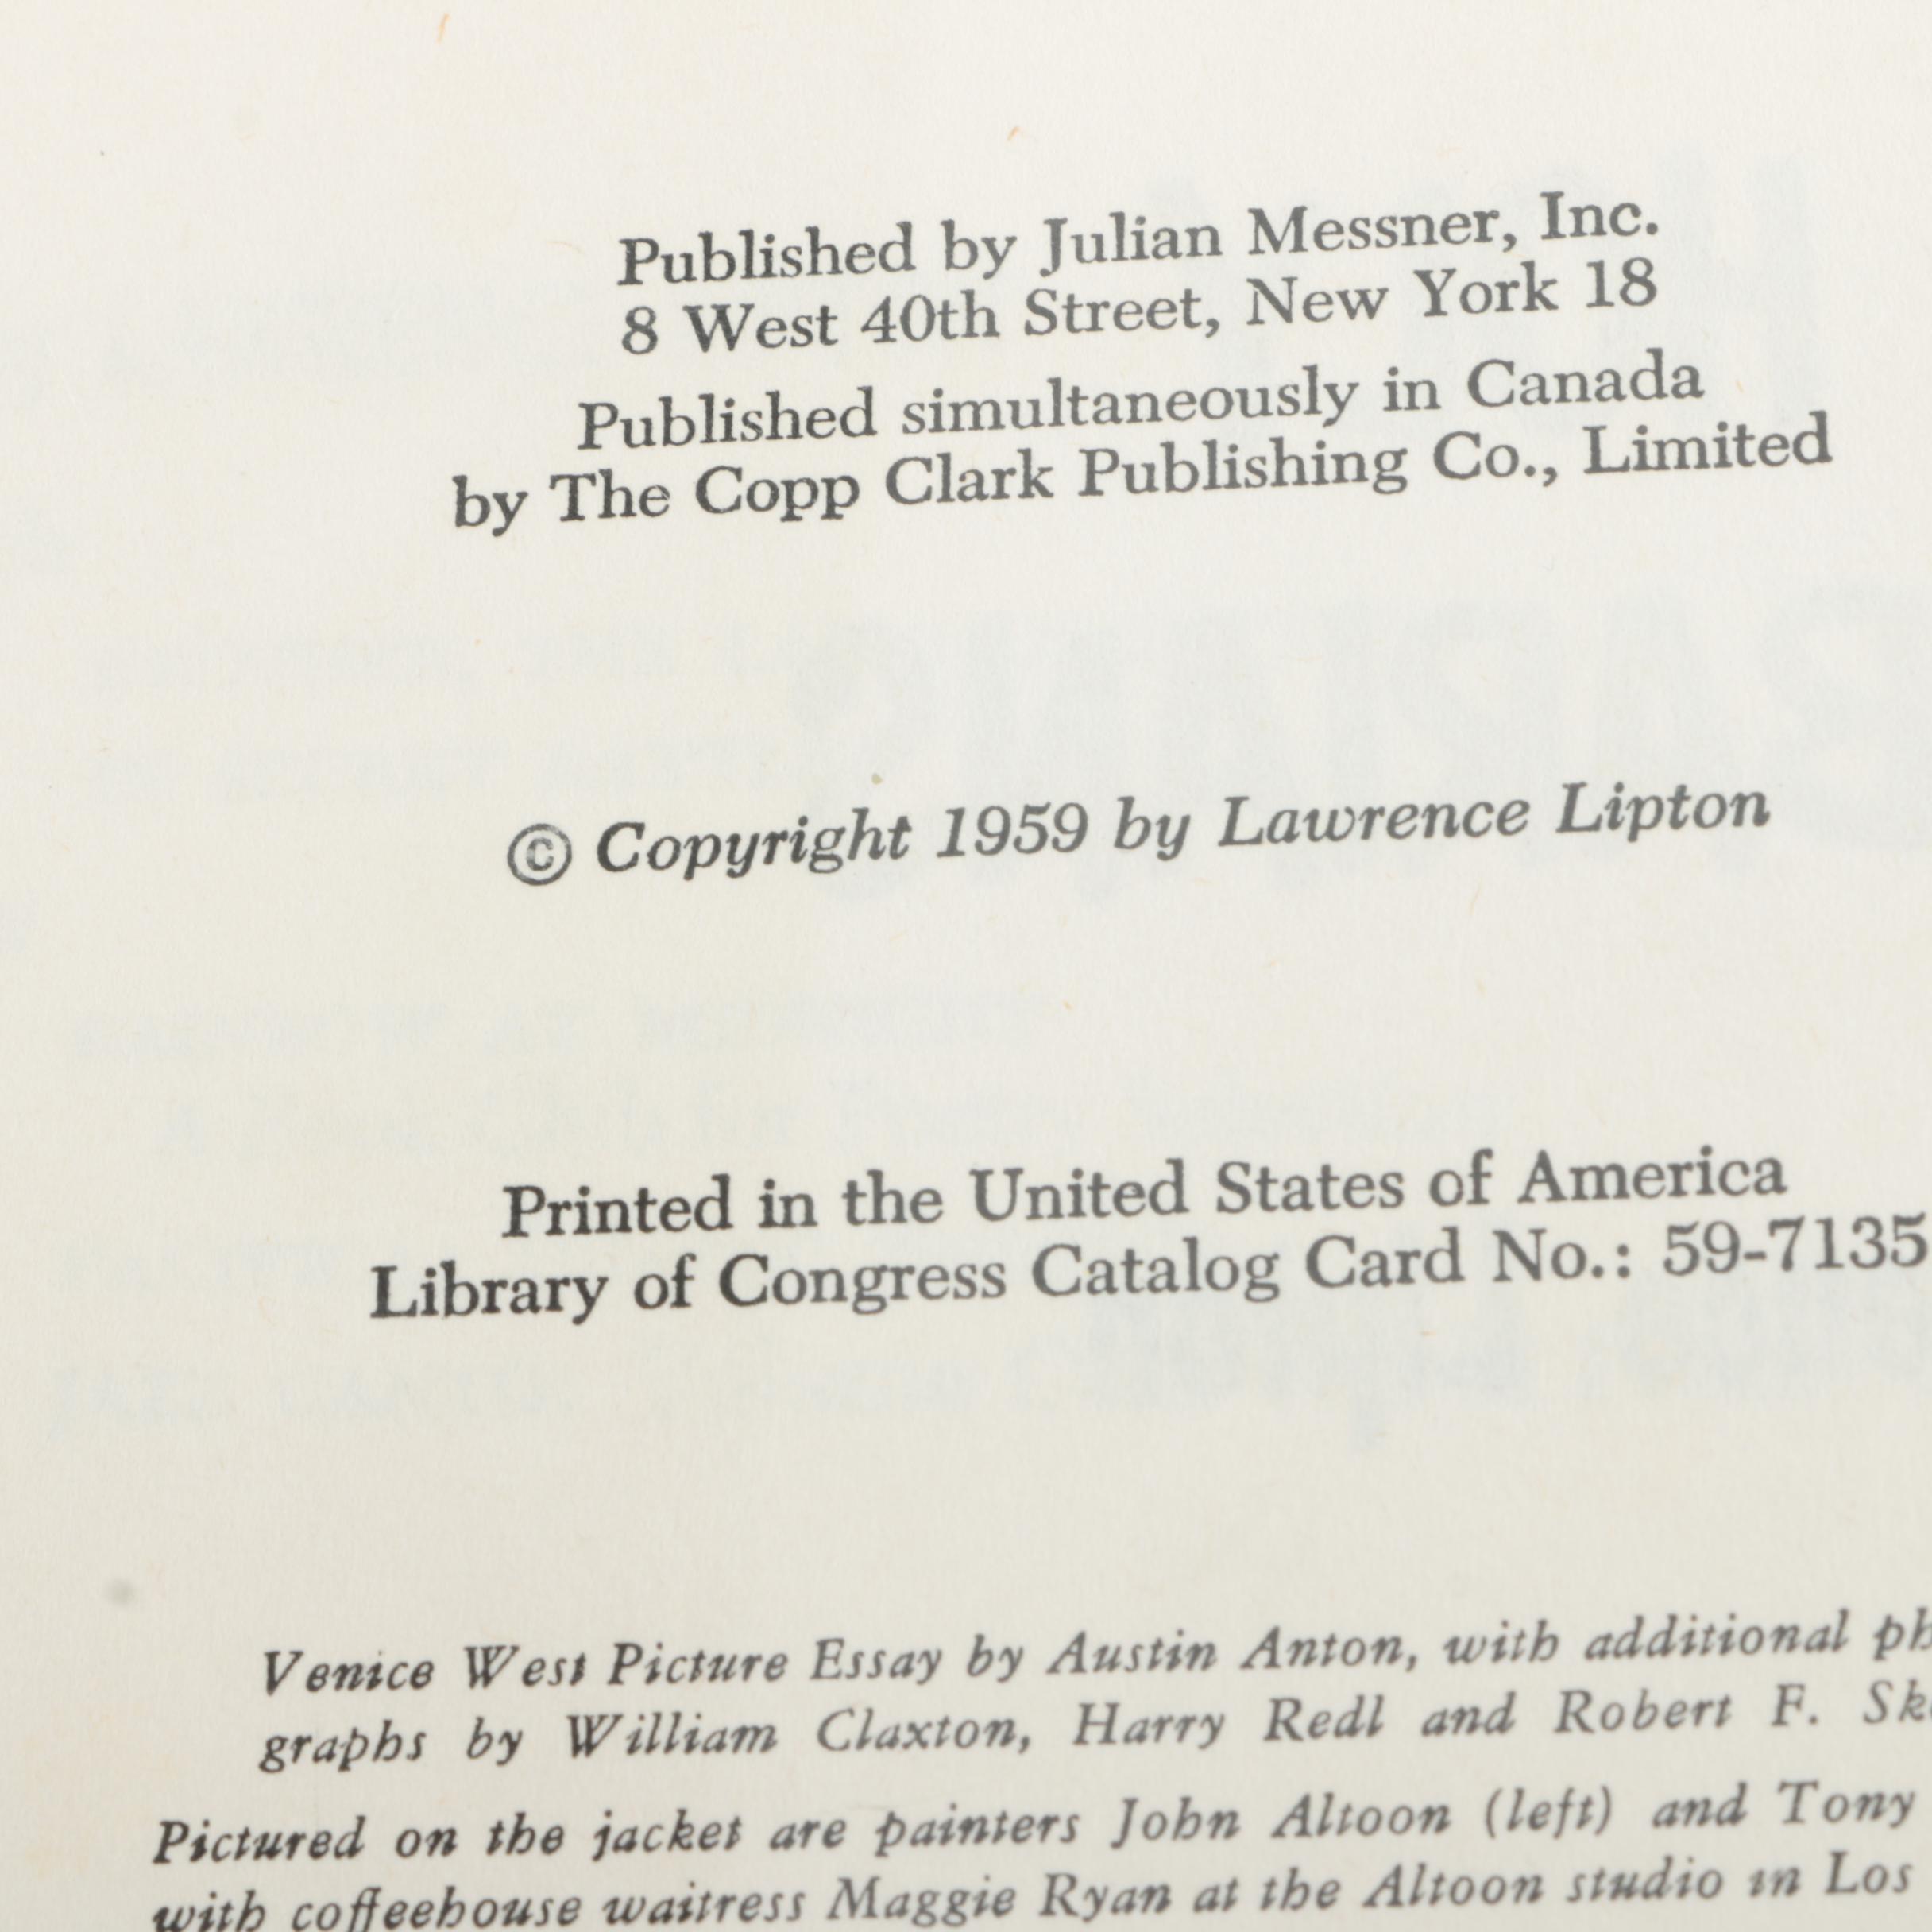 Published by Julian Messner, Inc.
8 West 40th Street, New York 18
Published simultaneously in Canada
by The Copp Clark Publishing Co., Limited
© Copyright 1959 by Lawrence Lipton
Printed in the United States of America
Library of Congress Catalog Card No.: 59-7135
Venice West Picture Essay by Austin Anton, with additional ph
graphs by William Claxton, Harry Redl and Robert F. Sk
Pictured on the jacket are painters John Altoon (left) and Tony
with coffeehouse waitress Maggie Ryan at the Altoon studio in Los